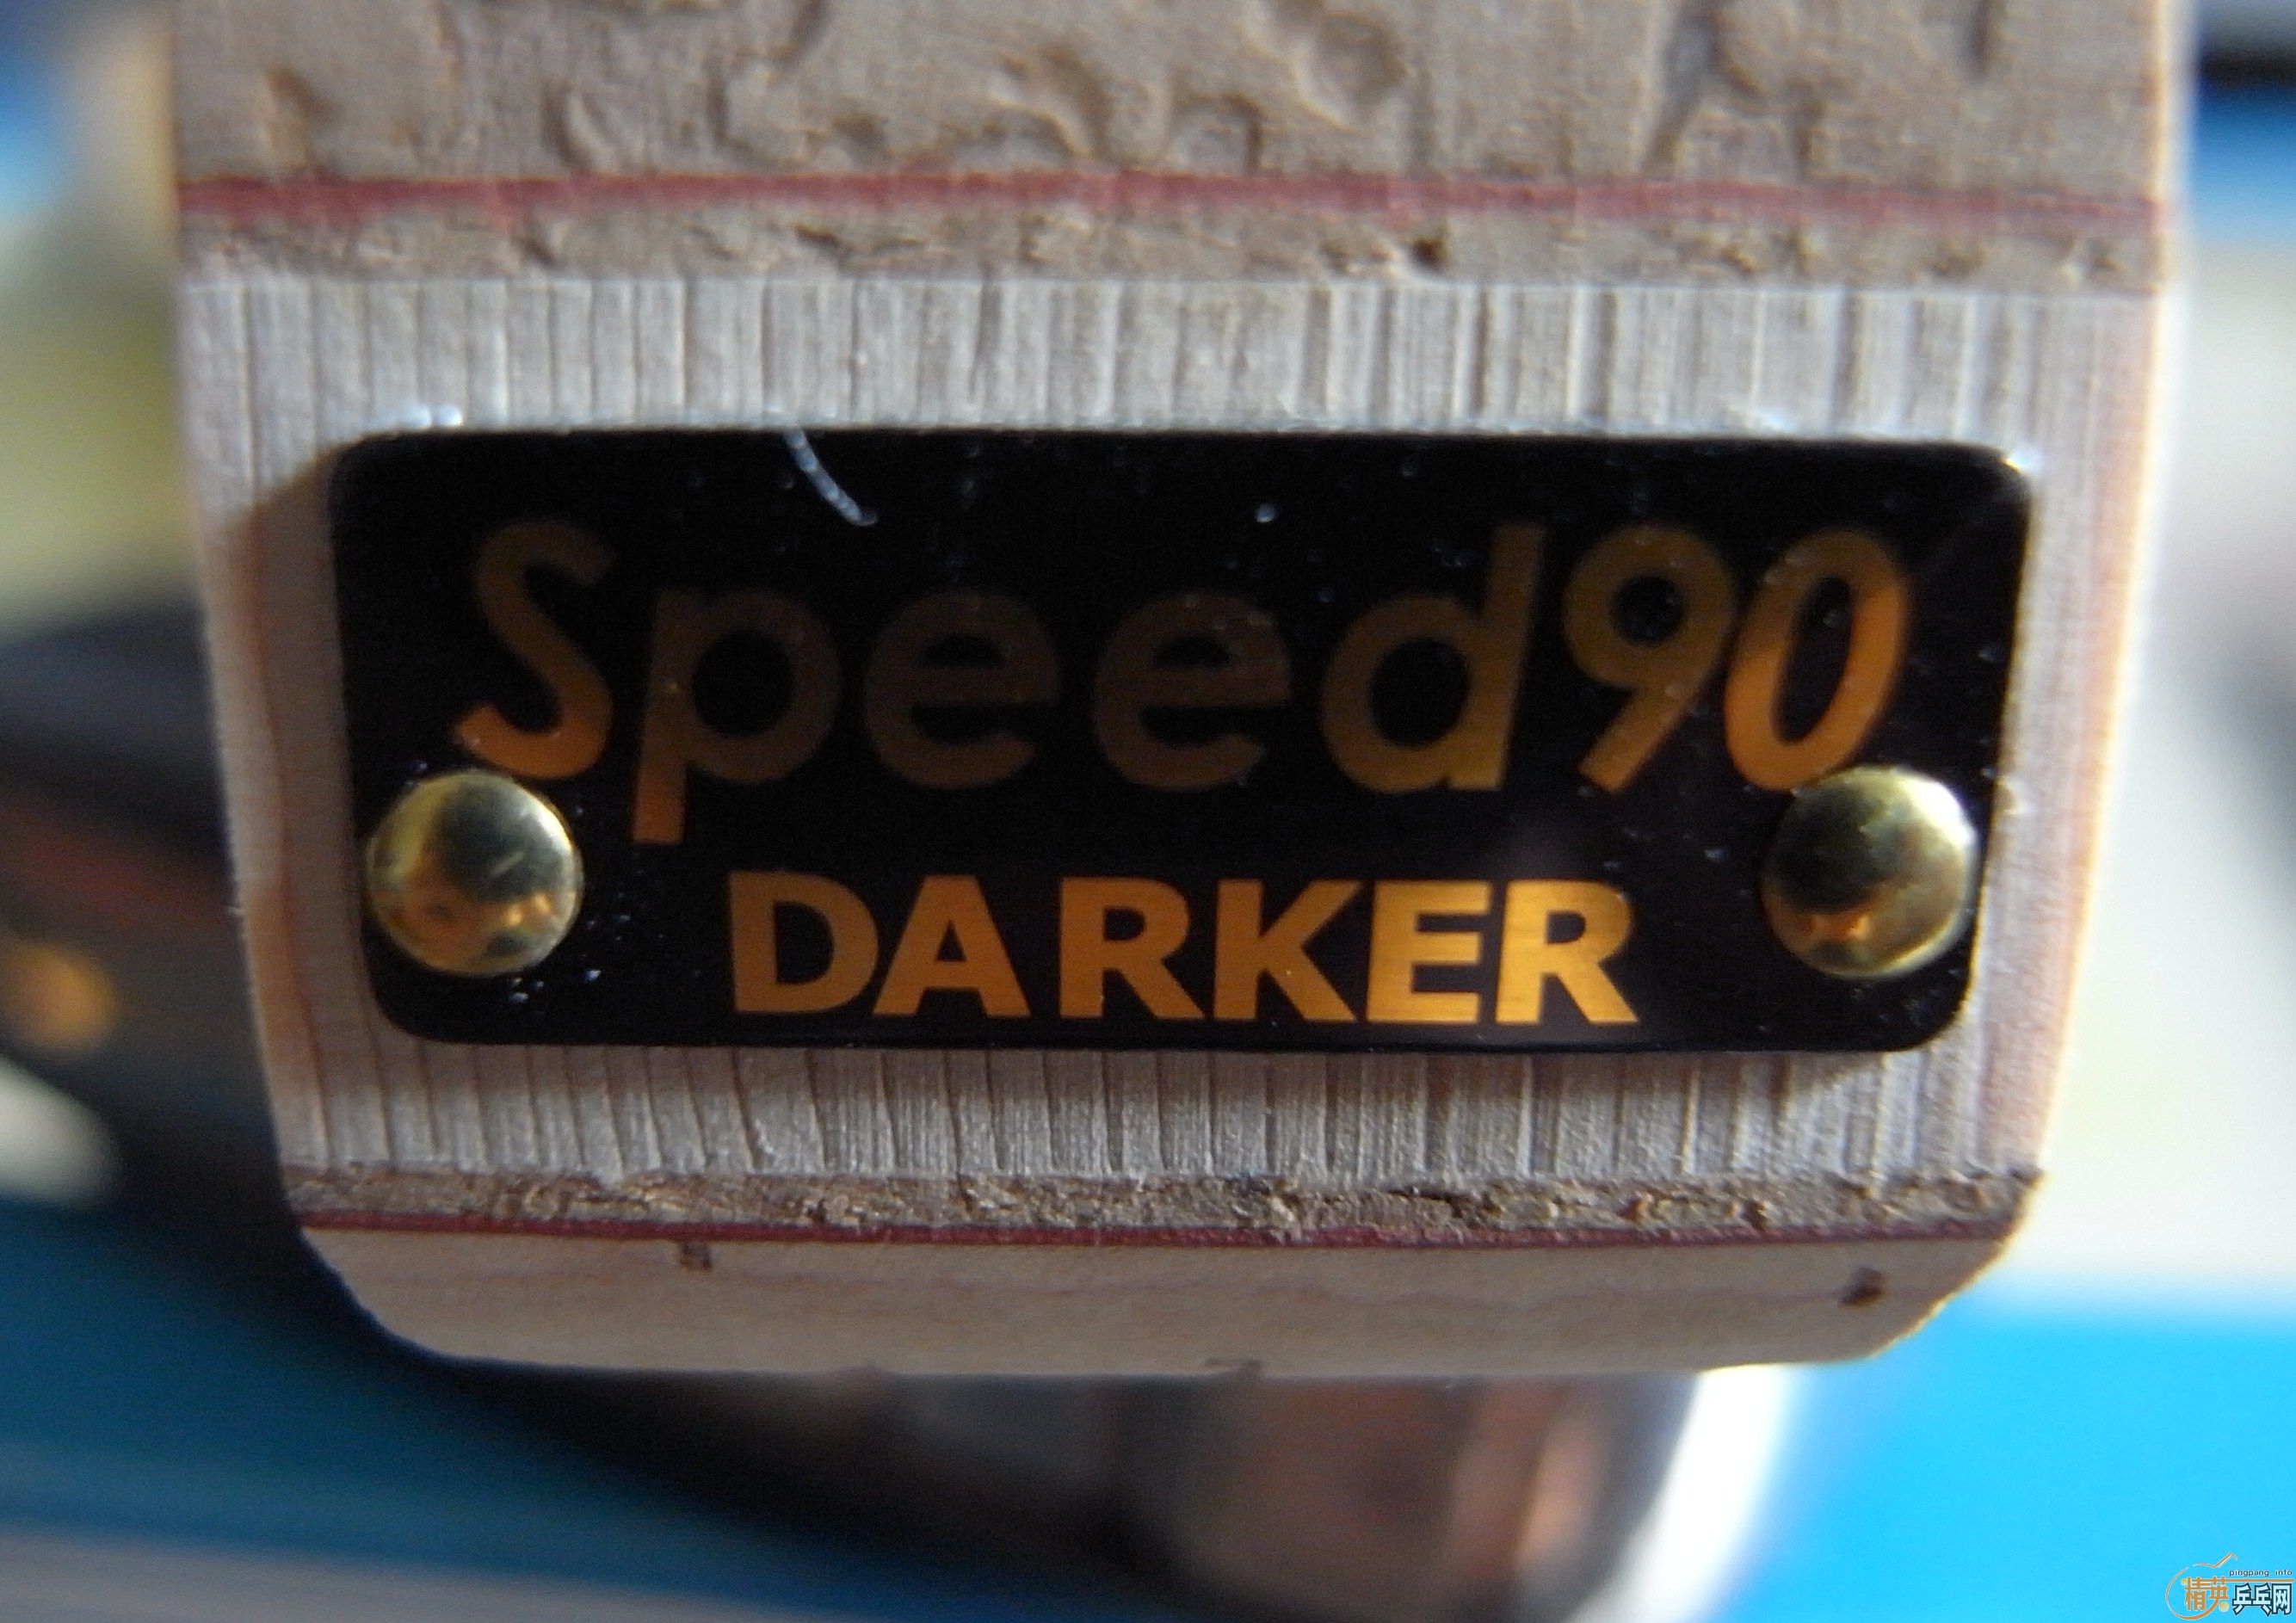 Speed90
DARKER
pingpang.info
精英乒乓网